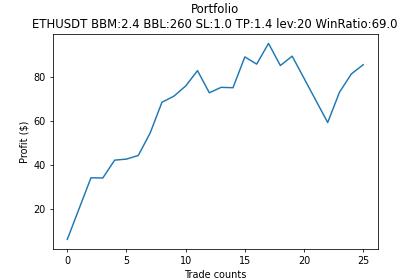 Portfolio
ETHUSDT BBM:2.4 BBL:260 SL:1.0 TP:1.4 lev:20 WinRatio:69.0
80
60
40
20
Profit ($)
0 5 10 15 20 25
Trade counts